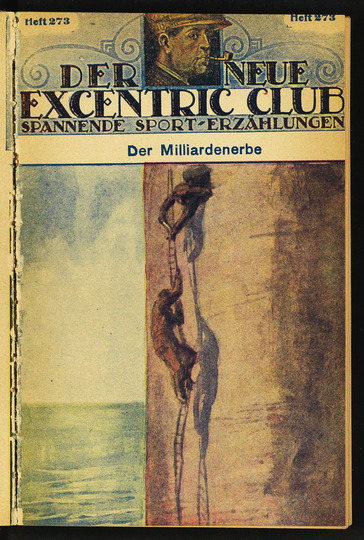 Heft 273
Heft 273
DER NEUE
EXCENTRIC CLUB
SPANNENDE SPORT-ERZÄHLUNGEN
Der Milliardenerbe